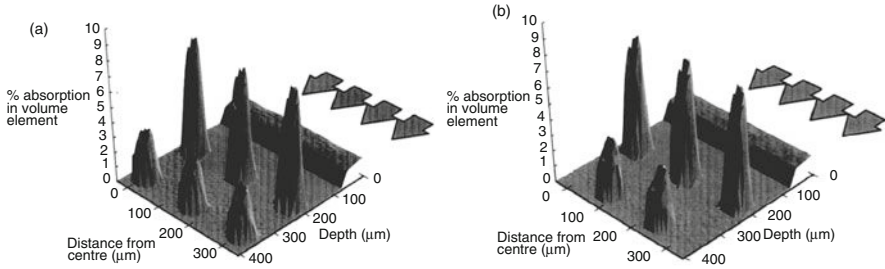 (a)
10
9
8
7
6
5
4
3
2
1
0
% absorption
in volume
element
0
100
200
300
Distance from
centre (µm)
400
300
200
100
0
Depth (µm)
(b)
10
9
8
7
6
5
4
3
2
1
0
% absorption
in volume
element
0
100
200
300
Distance from
centre (µm)
400
300
200
100
0
Depth (µm)